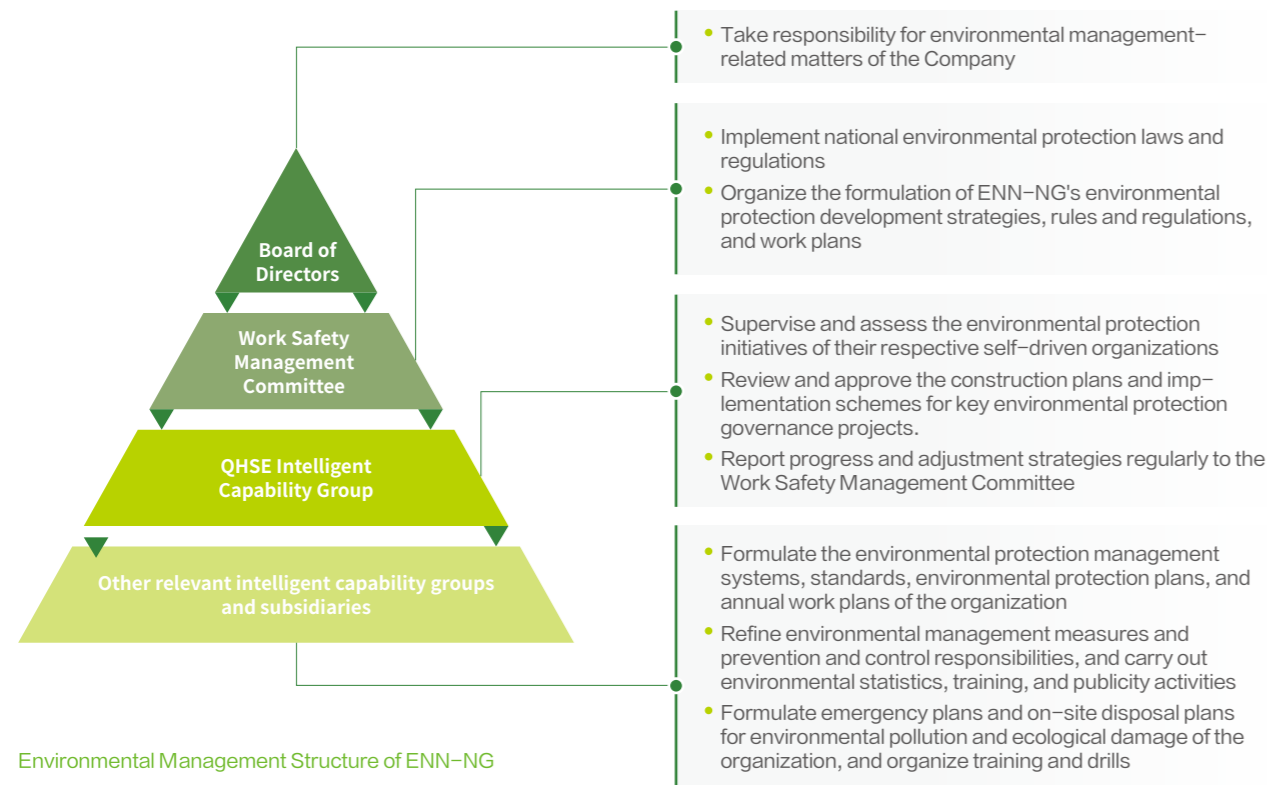 Take responsibility for environmental management-
related matters of the Company
Implement national environmental protection laws and
regulations
Organize the formulation of ENN-NG's environmental
protection development strategies, rules and regulations,
and work plans
Board of
Directors
Work Safety
Management
Committee
Supervise and assess the environmental protection
initiatives of their respective self-driven organizations
Review and approve the construction plans and imp-
lementation schemes for key environmental protection
governance projects.
Report progress and adjustment strategies regularly to the
Work Safety Management Committee
QHSE Intelligent
Capability Group
Other relevant intelligent capability groups
and subsidiaries
Formulate the environmental protection management
systems, standards, environmental protection plans, and
annual work plans of the organization
Refine environmental management measures and
prevention and control responsibilities, and carry out
environmental statistics, training, and publicity activities
Formulate emergency plans and on-site disposal plans
for environmental pollution and ecological damage of the
organization, and organize training and drills
Environmental Management Structure of ENN-NG